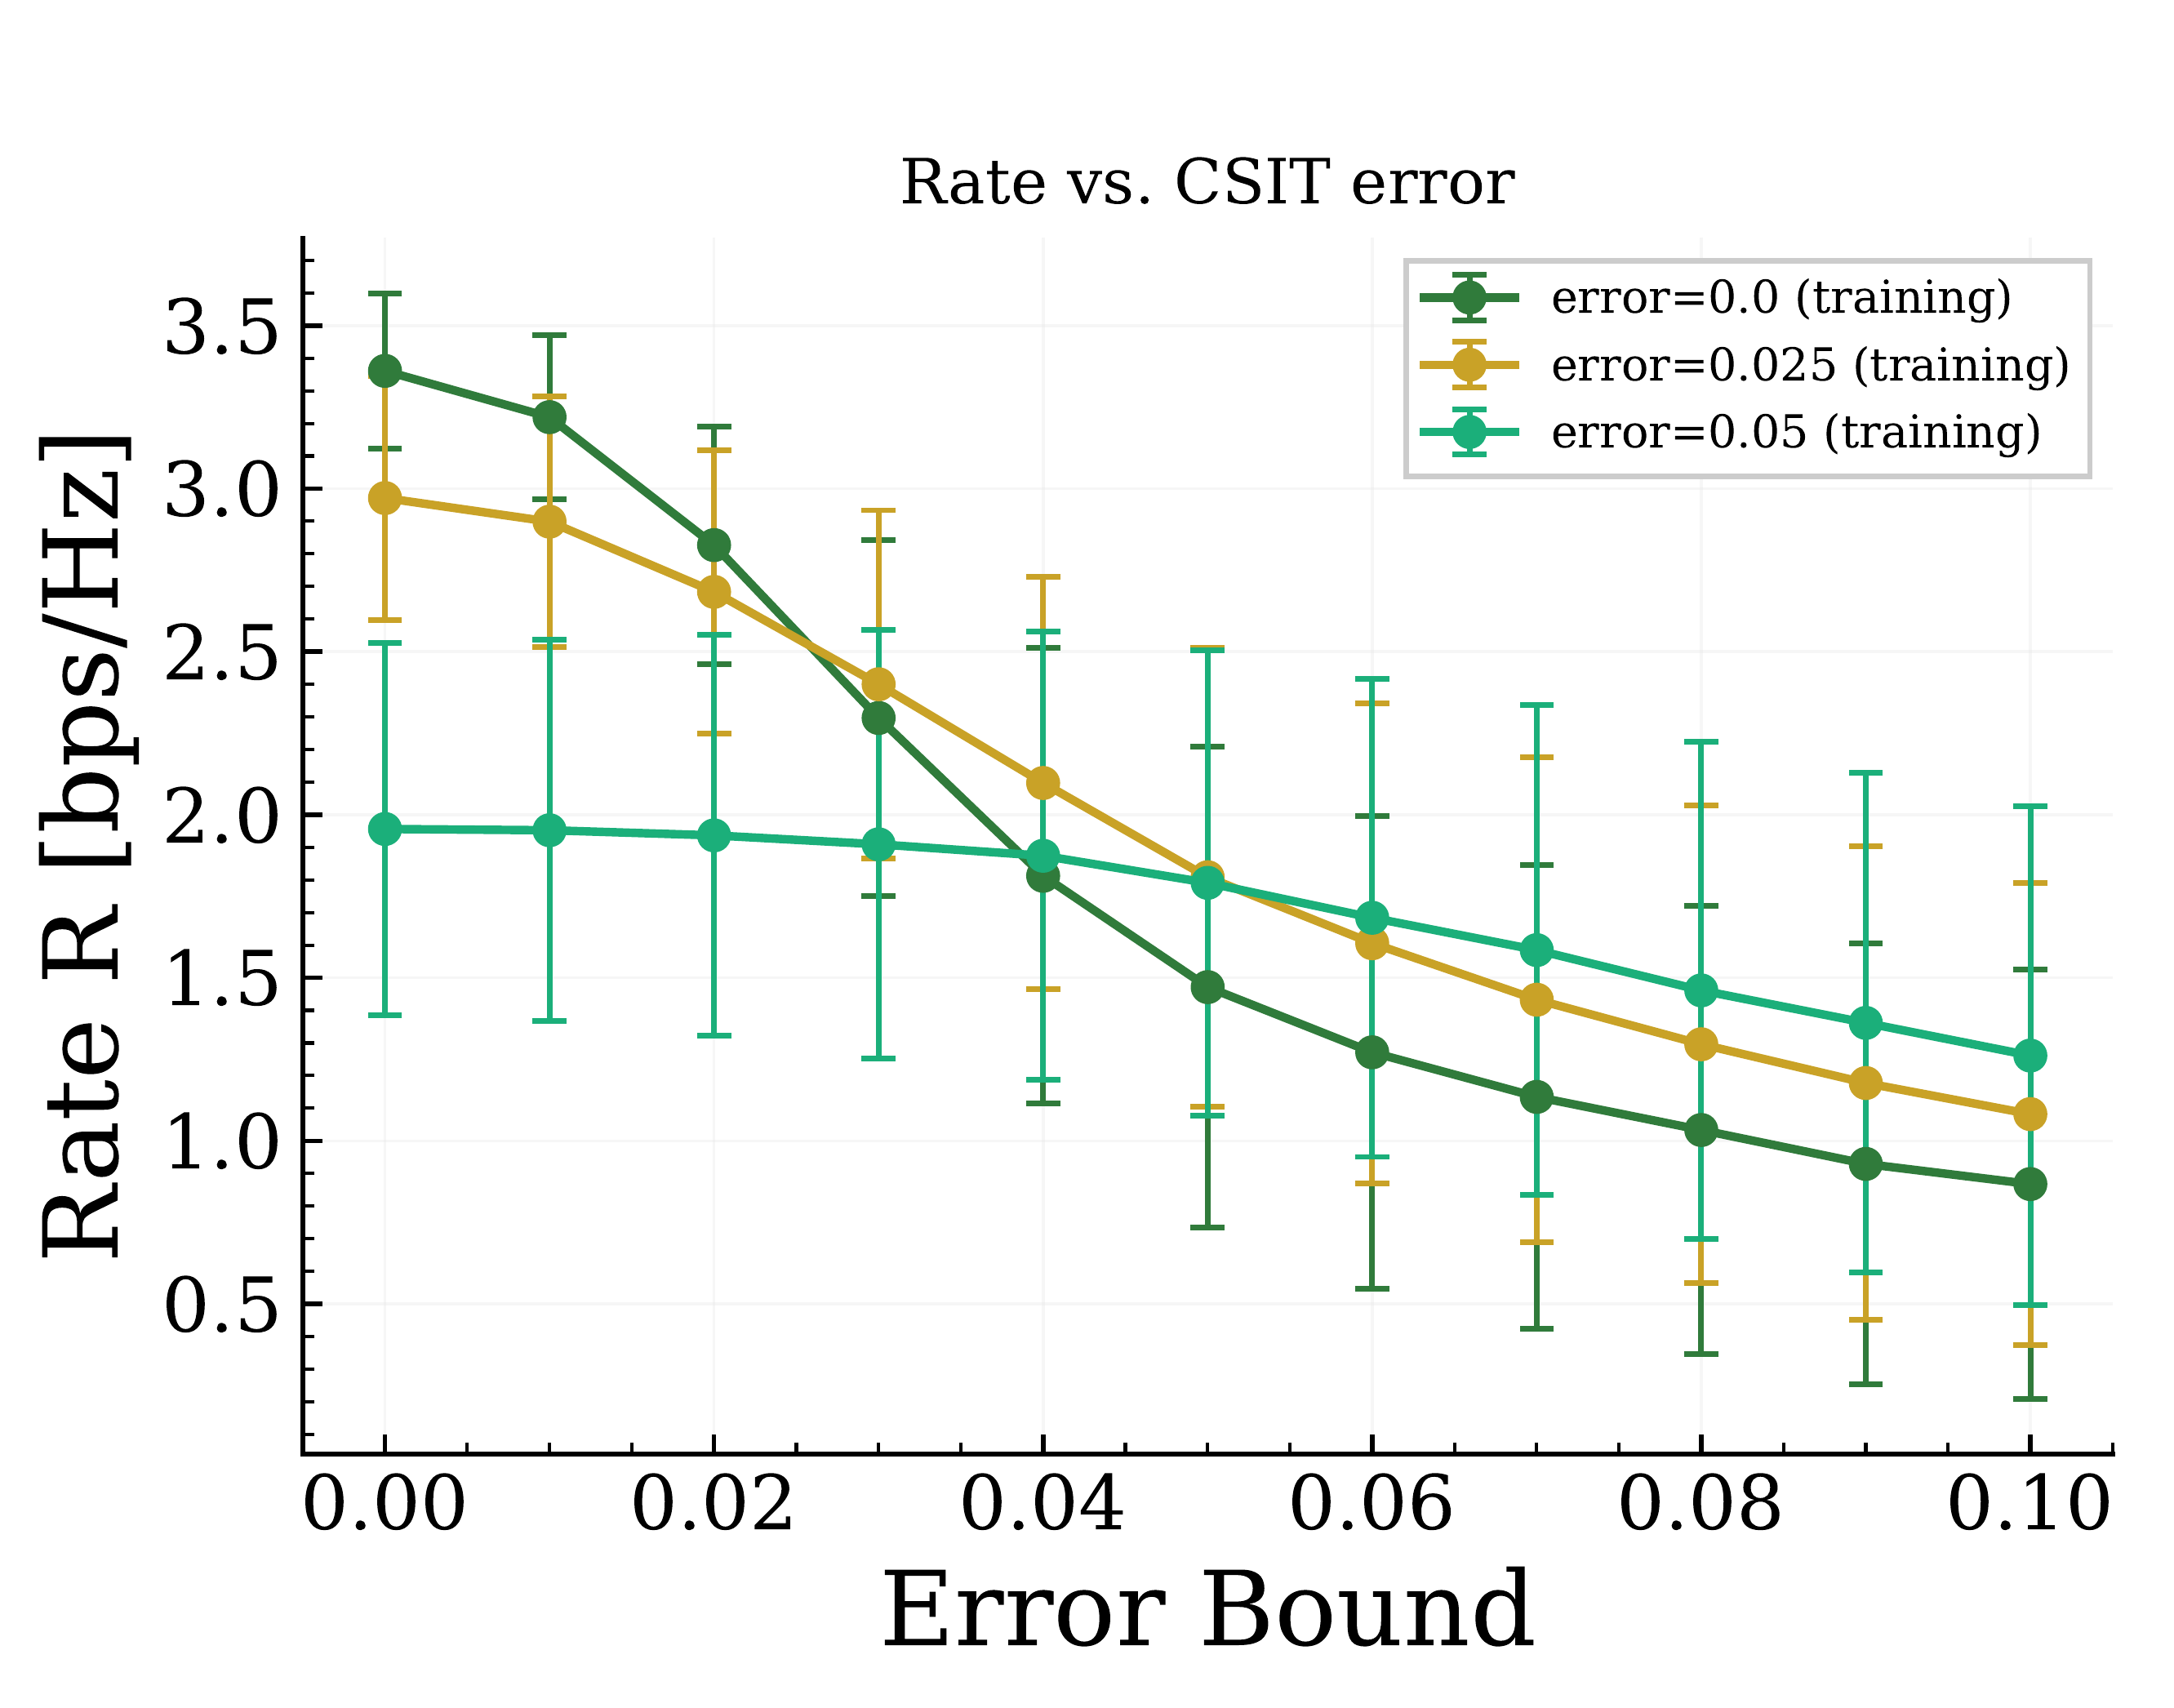 Rate vs. CSIT error
error=0.0 (training)
error=0.025 (training)
error=0.05 (training)
Rate R [bps/Hz]
3.5
3.0
2.5
2.0
1.5
1.0
0.5
0.00 0.02 0.04 0.06 0.08 0.10
Error Bound